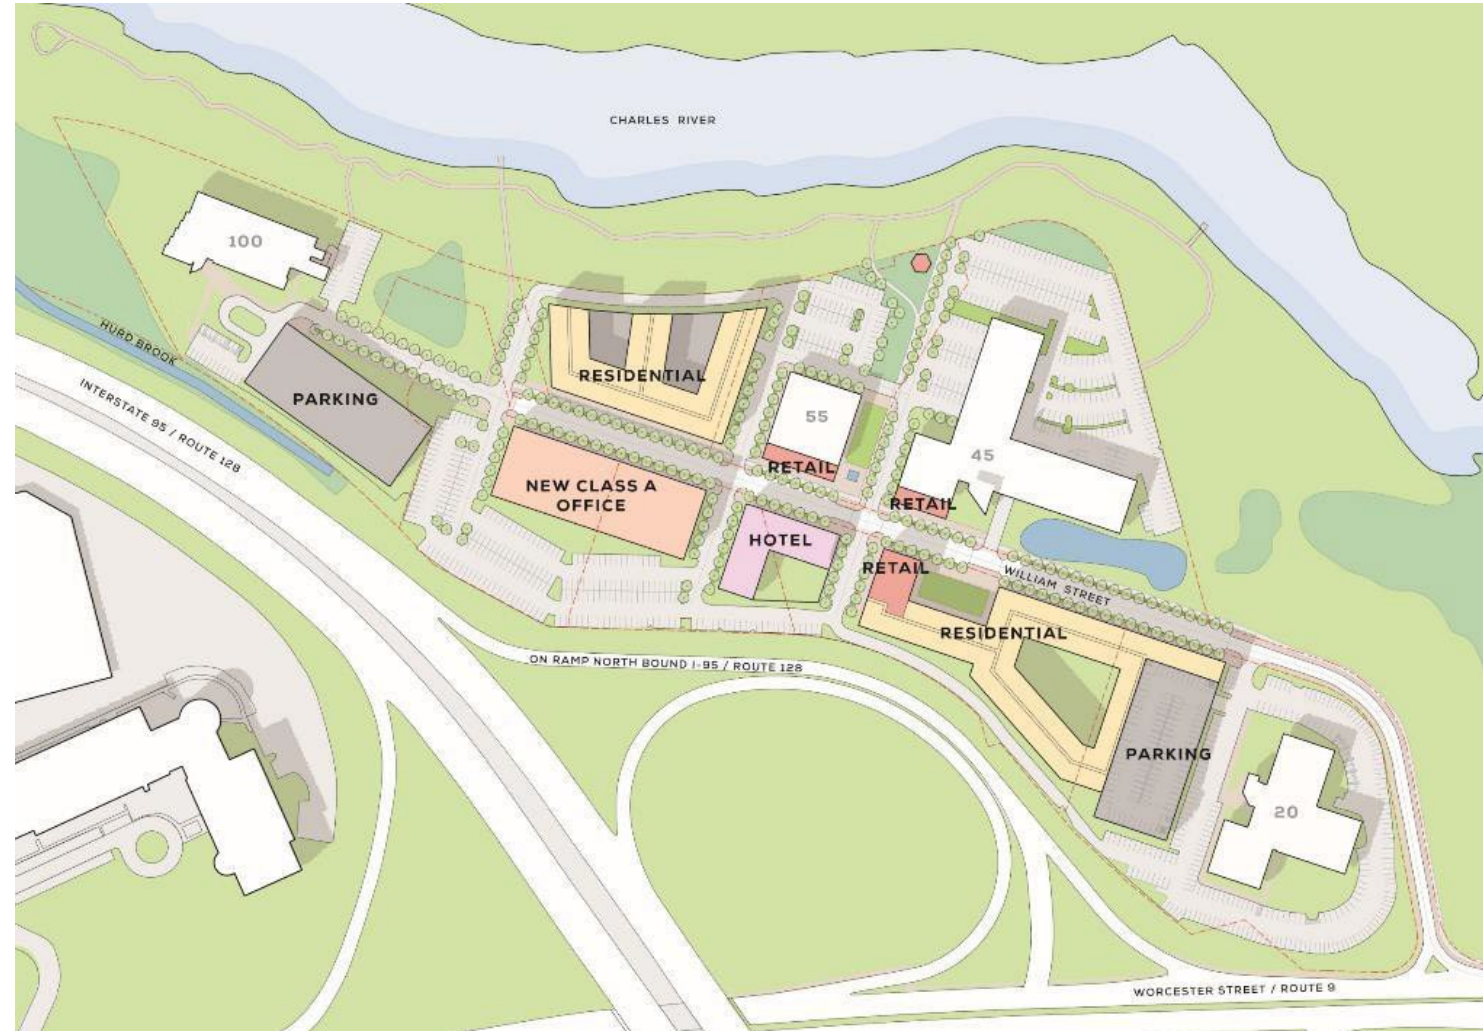 CHARLES RIVER
100
HURD BROOK
INTERSTATE 95 / ROUTE 128
PARKING
RESIDENTIAL
NEW CLASS A
OFFICE
55
RETAIL
45
RETAIL
HOTEL
RETAIL
WILLIAM STREET
RESIDENTIAL
ON RAMP NORTH BOUND I-95 / ROUTE 128
PARKING
20
WORCESTER STREET / ROUTE 9